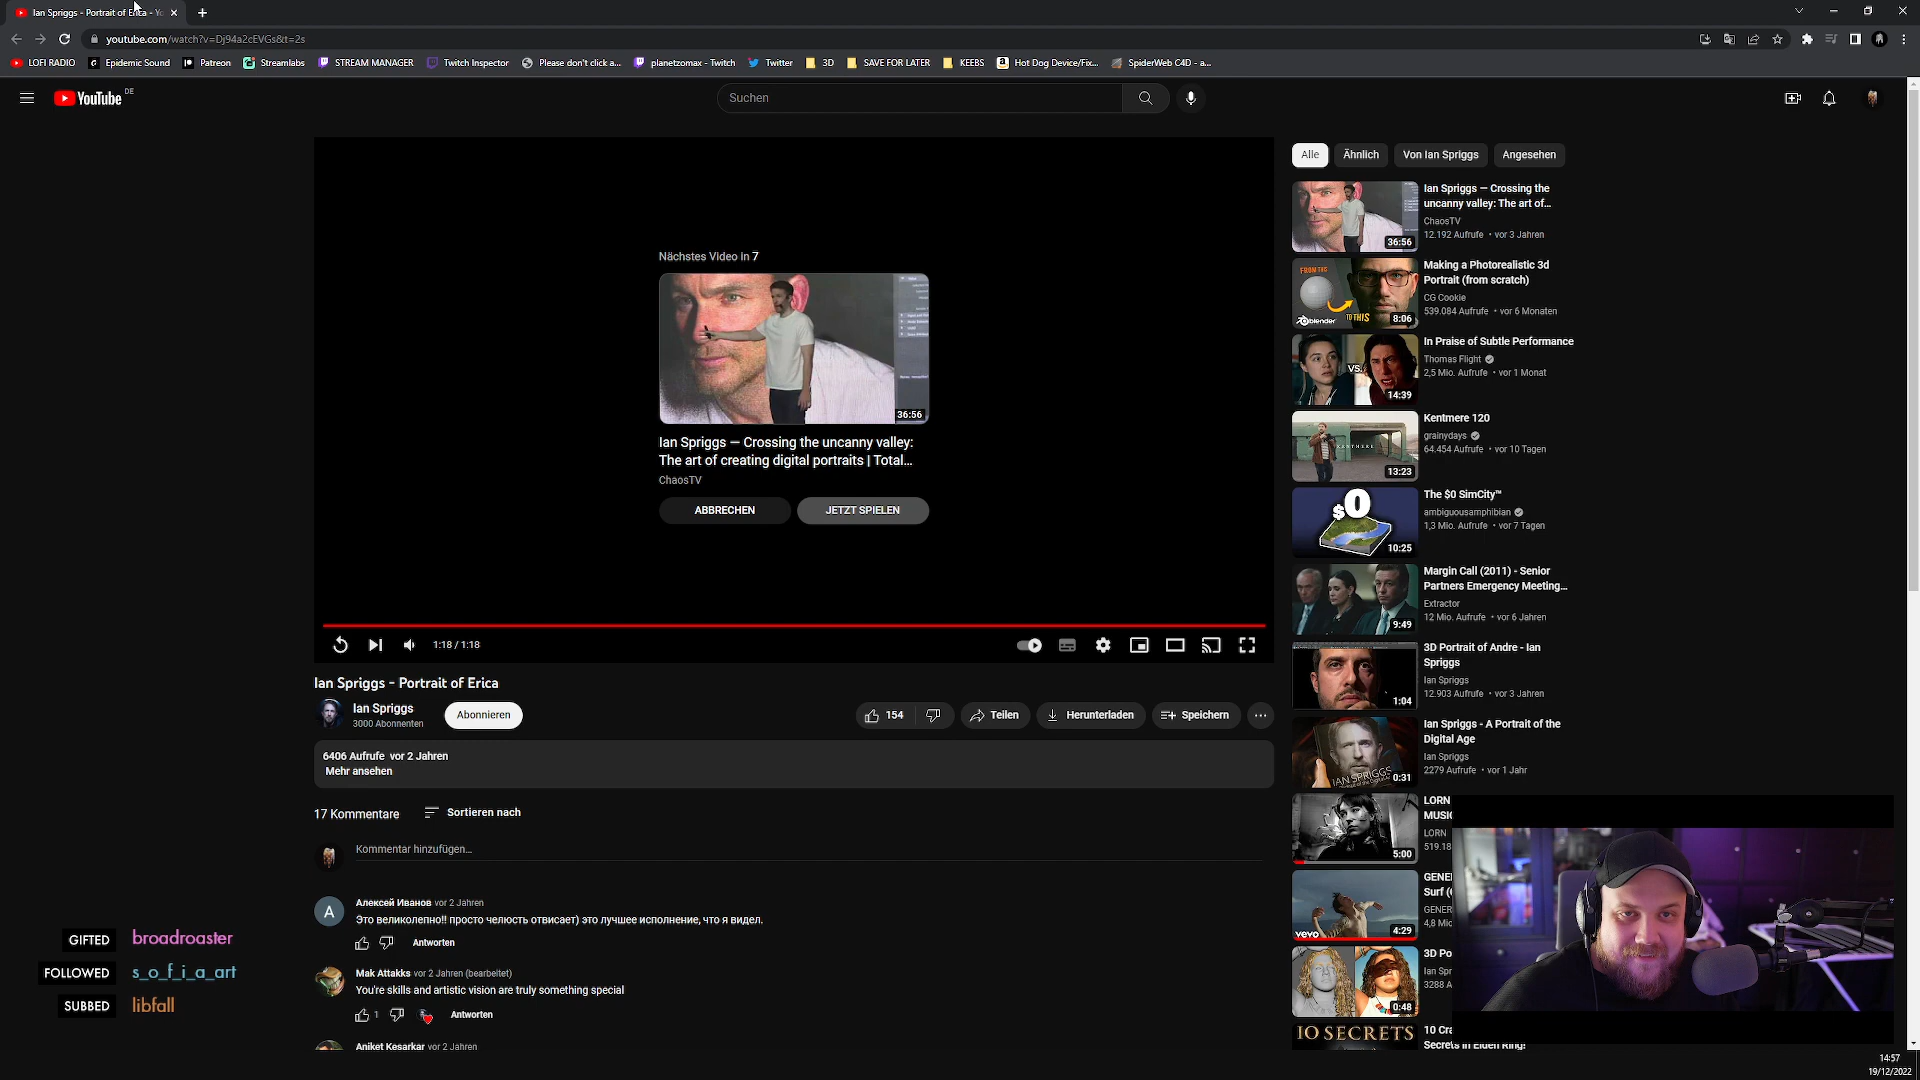 Ian Spriggs - Portrait of Erica - Yo
youtube.com/watch?v=Dj94a2cEVGs&t=2s
LOFI RADIO
Epidemic Sound
Patreon
Streamlabs
STREAM MANAGER
Twitch Inspector
Please don't click a...
planetzomax - Twitch
Twitter
3D
SAVE FOR LATER
KEEBS
Hot Dog Device/Fix...
SpiderWeb C4D - a...
YouTube DE
Suchen
Nächstes Video in 7
36:56
Ian Spriggs — Crossing the uncanny valley:
The art of creating digital portraits | Total...
ChaosTV
ABBRECHEN
JETZT SPIELEN
1:18 / 1:18
Ian Spriggs - Portrait of Erica
Ian Spriggs
3000 Abonnenten
Abonnieren
154
Teilen
Herunterladen
Speichern
6406 Aufrufe vor 2 Jahren
Mehr ansehen
17 Kommentare
Sortieren nach
Kommentar hinzufügen...
A
Алексей Иванов vor 2 Jahren
Это великолепно!! просто челюсть отвисает) это лучшее исполнение, что я видел.
Antworten
Mak Attakks vor 2 Jahren (bearbeitet)
You're skills and artistic vision are truly something special
1
Antworten
Aniket Kesarkar vor 2 Jahren
Alle
Ähnlich
Von Ian Spriggs
Angesehen
36:56
Ian Spriggs — Crossing the
uncanny valley: The art of...
ChaosTV
12.192 Aufrufe • vor 3 Jahren
FROM THIS
TO THIS
blender
8:06
Making a Photorealistic 3d
Portrait (from scratch)
CG Cookie
539.084 Aufrufe • vor 6 Monaten
VS.
14:39
In Praise of Subtle Performance
Thomas Flight
2,5 Mio. Aufrufe • vor 1 Monat
KENTMERE
13:23
Kentmere 120
grainydays
64.454 Aufrufe • vor 10 Tagen
$0
10:25
The $0 SimCity™
ambiguousamphibian
1,3 Mio. Aufrufe • vor 7 Tagen
9:49
Margin Call (2011) - Senior
Partners Emergency Meeting...
Extractor
12 Mio. Aufrufe • vor 6 Jahren
1:04
3D Portrait of Andre - Ian
Spriggs
Ian Spriggs
12.903 Aufrufe • vor 3 Jahren
IAN SPRIGGS
0:31
Ian Spriggs - A Portrait of the
Digital Age
Ian Spriggs
2279 Aufrufe • vor 1 Jahr
5:00
LORN
MUSIC
LORN
519.18
vevo
4:29
GENE
Surf (
GENER
4,8 Mio
0:48
3D Po
Ian Spr
3288 A
10 SECRETS
10 Cra
Secrets in Elden Ring!
GIFTED broadroaster
FOLLOWED s_o_f_i_a_art
SUBBED libfall
14:57
19/12/2022